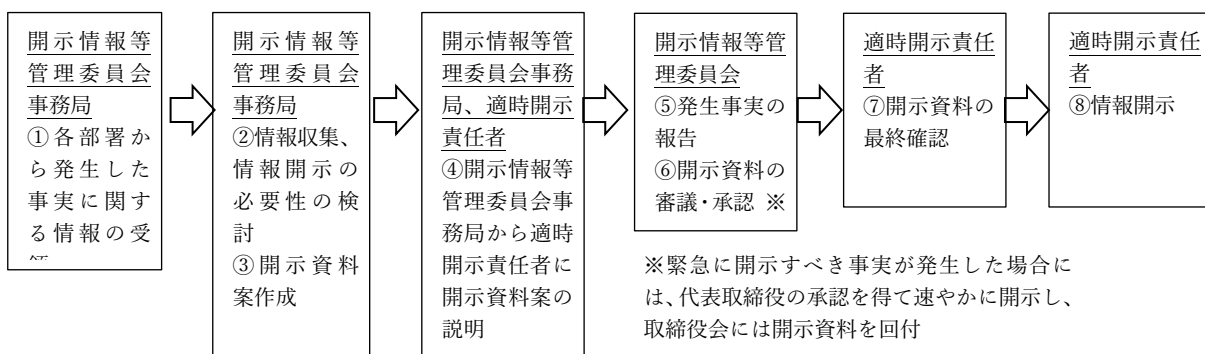 開示情報等
管理委員会
事務局
①各部署か
ら発生した
事実に関す
る情報の受
開示情報等
管理委員会
事務局
②情報収集、
情報開示の
必要性の検
討
③開示資料
案作成
開示情報等管
理委員会事務
局、適時開示
責任者
④開示情報等
管理委員会事
務局から適時
開示責任者に
開示資料案の
説明
開示情報等管
理委員会
⑤発生事実の
報告
⑥開示資料の
審議・承認 ※
適時開示責任
者
⑦開示資料の
最終確認
適時開示責任
者
⑧情報開示
※緊急に開示すべき事実が発生した場合に
は、代表取締役の承認を得て速やかに開示し、
取締役会には開示資料を回付